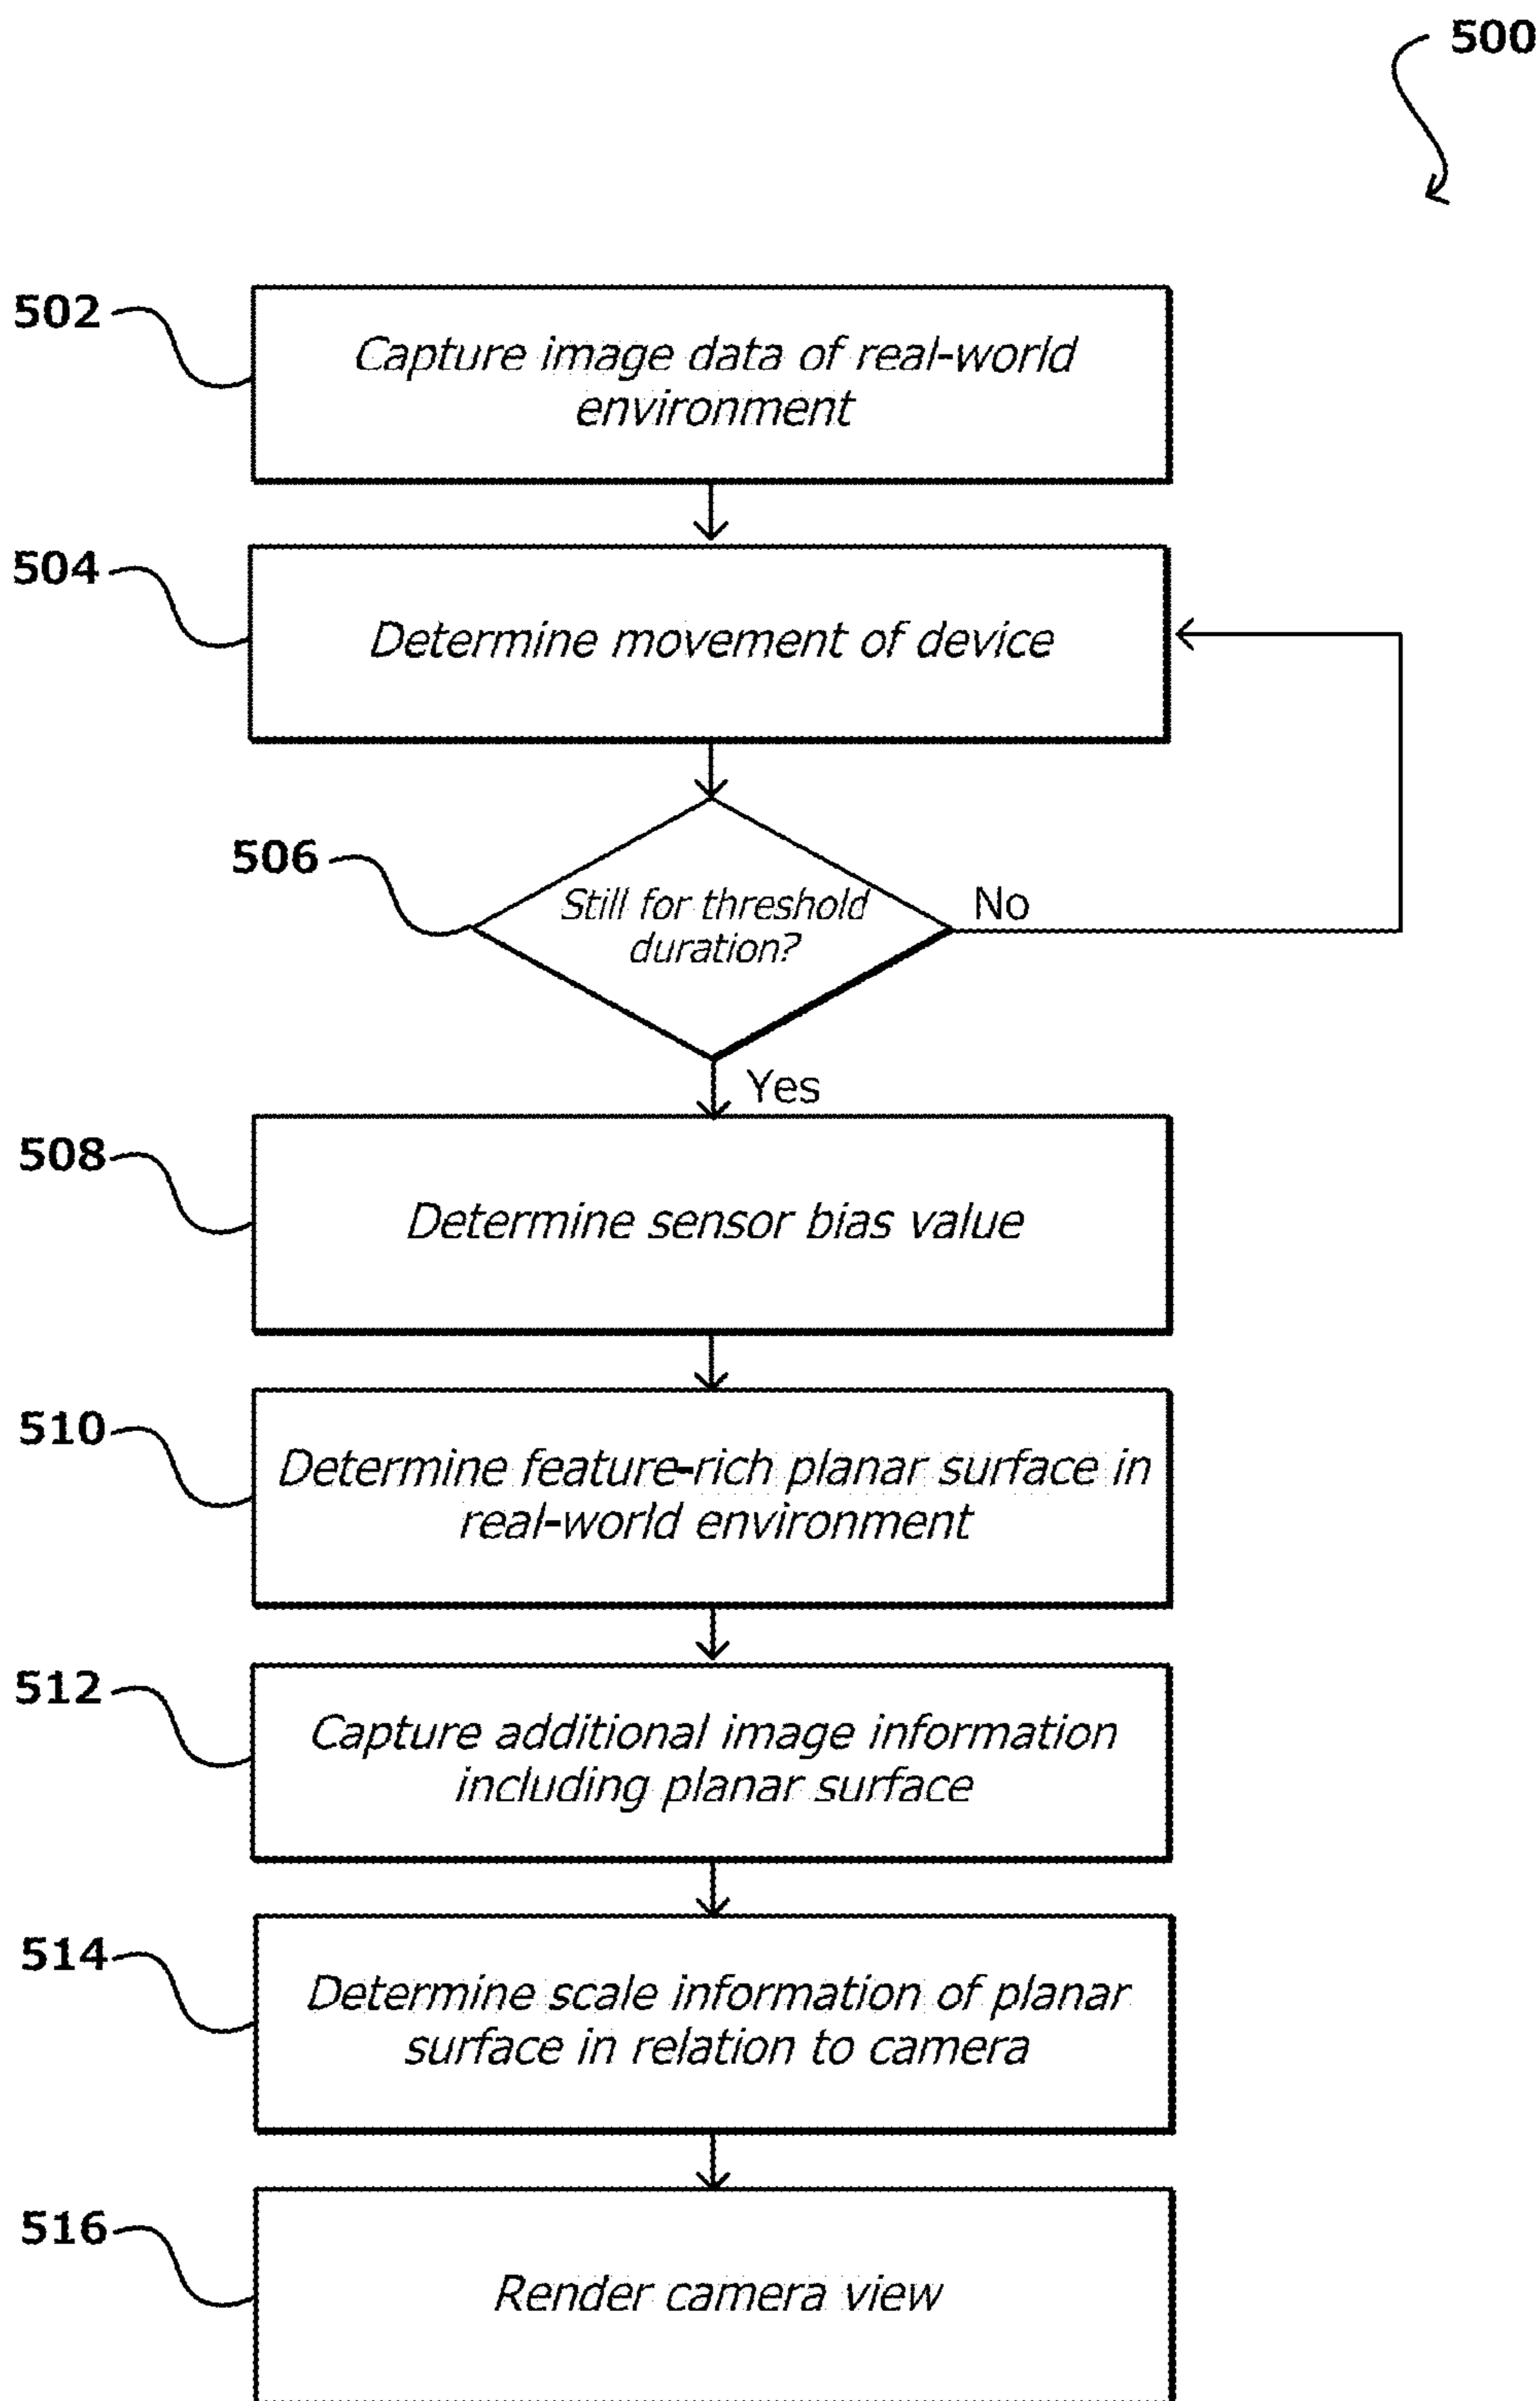 500
502
Capture image data of real-world
environment
504
Determine movement of device
506
Still for threshold
duration?
No
Yes
508
Determine sensor bias value
510
Determine feature-rich planar surface in
real-world environment
512
Capture additional image information
including planar surface
514
Determine scale information of planar
surface in relation to camera
516
Render camera view